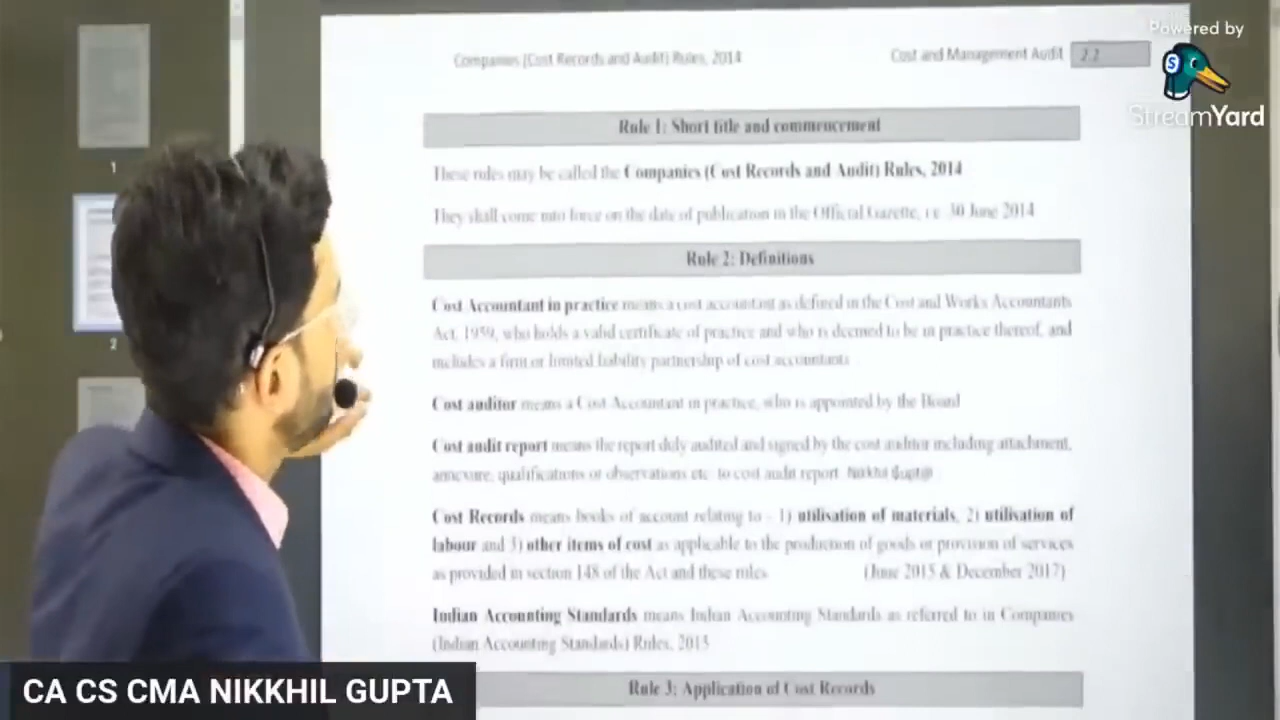 Powered by
StreamYard
Companies (Cost Records and Audit) Rules, 2014
Cost and Management Audit 2.2
Rule 1: Short title and commencement
These rules may be called the Companies (Cost Records and Audit) Rules, 2014
They shall come into force on the date of publication in the Official Gazette, i.e. 30 June 2014
Rule 2: Definitions
Cost Accountant in practice means a cost accountant as defined in the Cost and Works Accountants
Act, 1959, who holds a valid certificate of practice and who is deemed to be in practice thereof, and
includes a firm or limited liability partnership of cost accountants
Cost auditor means a Cost Accountant in practice, who is appointed by the Board
Cost audit report means the report duly audited and signed by the cost auditor including attachment,
annexure, qualifications or observations etc. to cost audit report Nikkhil Gupt@
Cost Records means books of account relating to - 1) utilisation of materials, 2) utilisation of
labour and 3) other items of cost as applicable to the production of goods or provision of services
as provided in section 148 of the Act and these rules (June 2015 & December 2017)
Indian Accounting Standards means Indian Accounting Standards as referred to in Companies
(Indian Accounting Standards) Rules, 2015
Rule 3: Application of Cost Records
1
2
CA CS CMA NIKKHIL GUPTA